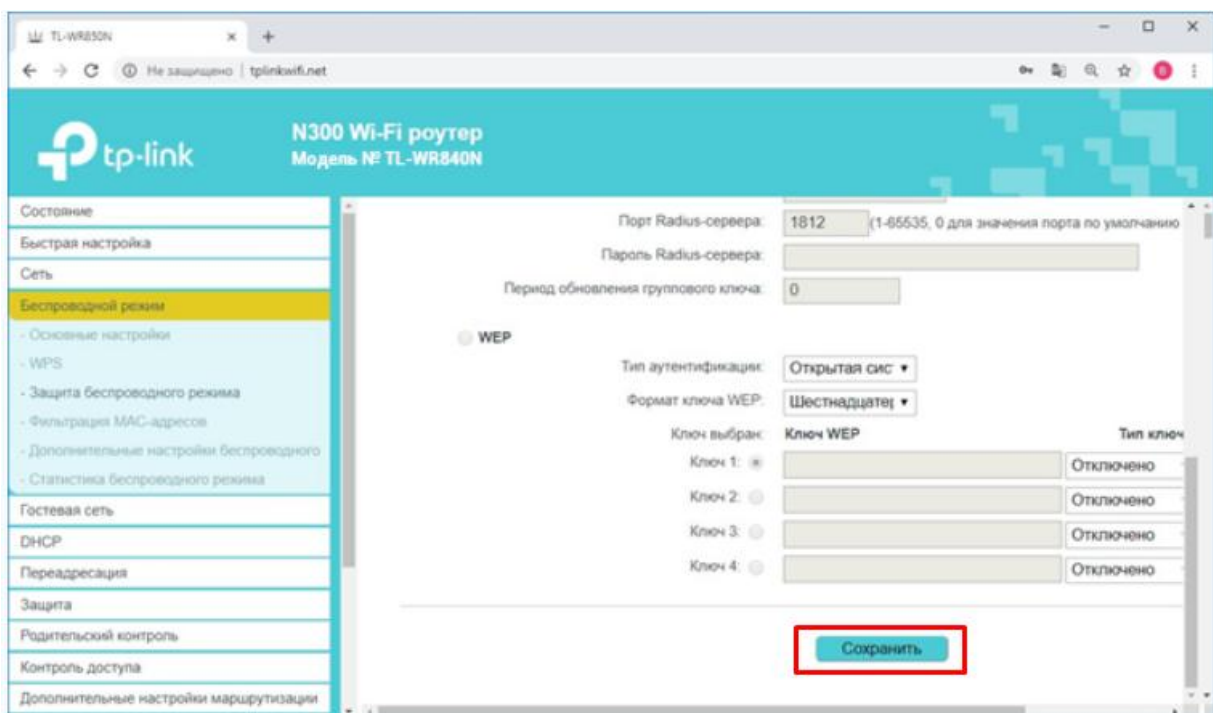 TL-WR850N
Не защищено | tplinkwifi.net
tp-link
N300 Wi-Fi роутер
Модель № TL-WR840N
Состояние
Быстрая настройка
Сеть
Беспроводной режим
- Основные настройки
- WPS
- Защита беспроводного режима
- Фильтрация MAC-адресов
- Дополнительные настройки беспроводного
- Статистика беспроводного режима
Гостевая сеть
DHCP
Переадресация
Защита
Родительский контроль
Контроль доступа
Дополнительные настройки маршрутизации
Порт Radius-сервера: 1812 (1-65535, 0 для значения порта по умолчанию
Пароль Radius-сервера:
Период обновления группового ключа: 0
WEP
Тип аутентификации: Открытая сис
Формат ключа WEP: Шестнадцате
Ключ выбран: Ключ WEP Тип ключ
Ключ 1: Отключено
Ключ 2: Отключено
Ключ 3: Отключено
Ключ 4: Отключено
Сохранить